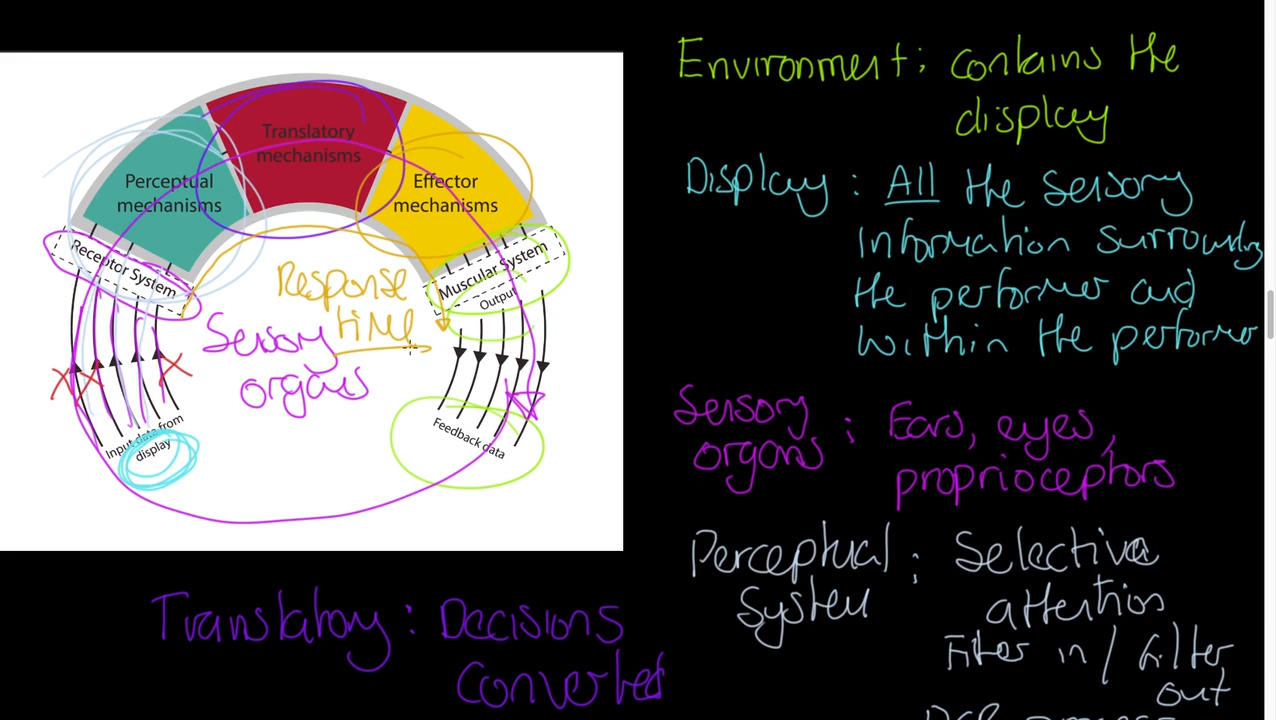 Translatory
mechanisms
Perceptual
mechanisms
Effector
mechanisms
Receptor System
Muscular System
Output
Input data from
display
Feedback data
Response
time
Sensory
organs
Translatory : Decisions
converted
Environment : contains the
display
Display : All the sensory
information surrounding
the performer and
within the performer
Sensory
organs : Ears, eyes,
proprioceptors
Perceptual : Selective
system attention
Filter in / filter
out
DCR process